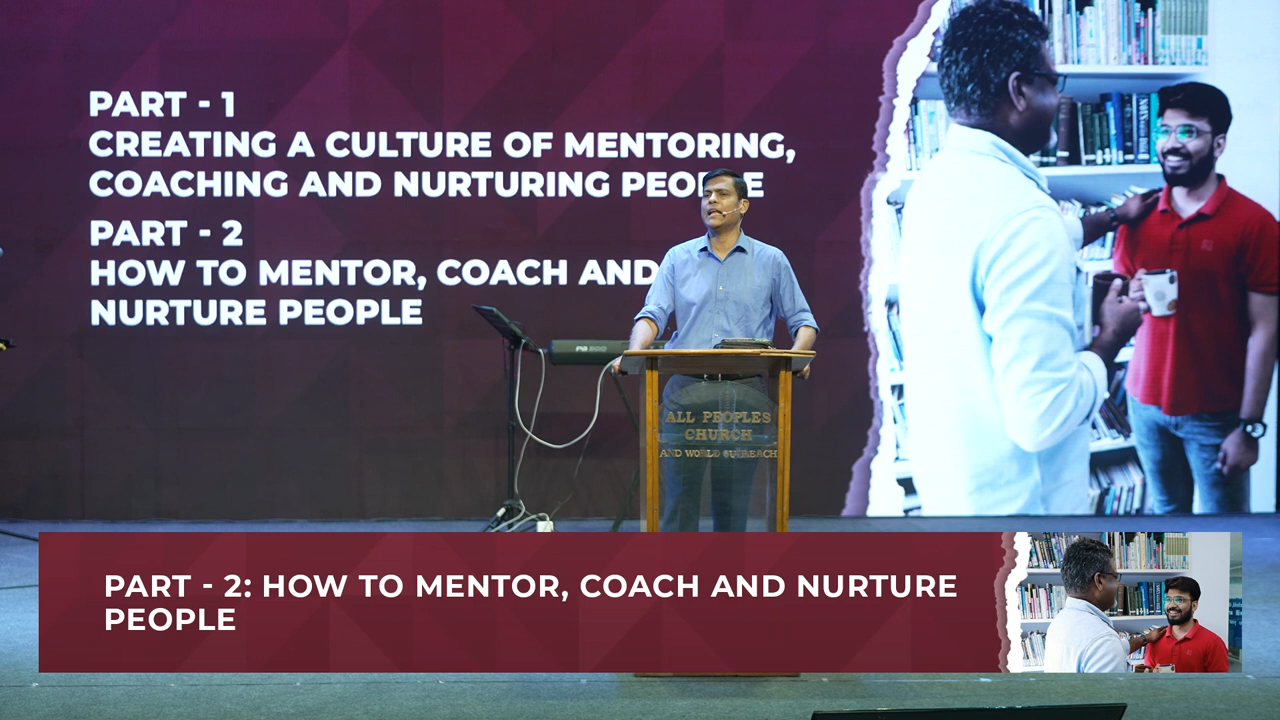 PART - 1
CREATING A CULTURE OF MENTORING,
COACHING AND NURTURING PEOPLE
PART - 2
HOW TO MENTOR, COACH AND
NURTURE PEOPLE
ALL PEOPLES
CHURCH
AND WORLD OUTREACH
PART - 2: HOW TO MENTOR, COACH AND NURTURE
PEOPLE